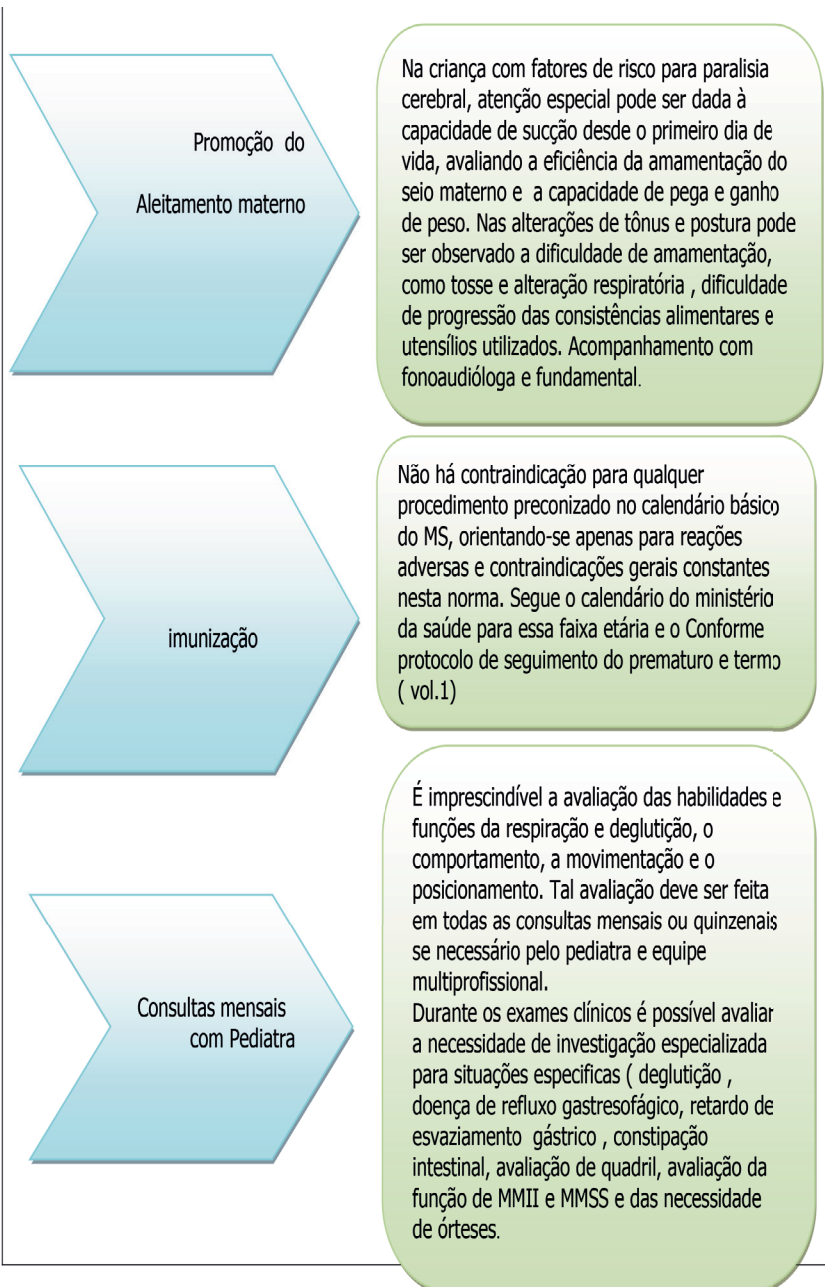 Promoção do
Aleitamento materno
Na criança com fatores de risco para paralisia
cerebral, atenção especial pode ser dada à
capacidade de sucção desde o primeiro dia de
vida, avaliando a eficiência da amamentação do
seio materno e a capacidade de pega e ganho
de peso. Nas alterações de tônus e postura pode
ser observado a dificuldade de amamentação,
como tosse e alteração respiratória , dificuldade
de progressão das consistências alimentares e
utensílios utilizados. Acompanhamento com
fonoaudióloga e fundamental.
imunização
Não há contraindicação para qualquer
procedimento preconizado no calendário básico
do MS, orientando-se apenas para reações
adversas e contraindicações gerais constantes
nesta norma. Segue o calendário do ministério
da saúde para essa faixa etária e o Conforme
protocolo de seguimento do prematuro e termo
( vol.1)
Consultas mensais
com Pediatra
É imprescindível a avaliação das habilidades e
funções da respiração e deglutição, o
comportamento, a movimentação e o
posicionamento. Tal avaliação deve ser feita
em todas as consultas mensais ou quinzenais
se necessário pelo pediatra e equipe
multiprofissional.
Durante os exames clínicos é possível avaliar
a necessidade de investigação especializada
para situações especificas ( deglutição ,
doença de refluxo gastresofágico, retardo de
esvaziamento gástrico , constipação
intestinal, avaliação de quadril, avaliação da
função de MMII e MMSS e das necessidade
de órteses.